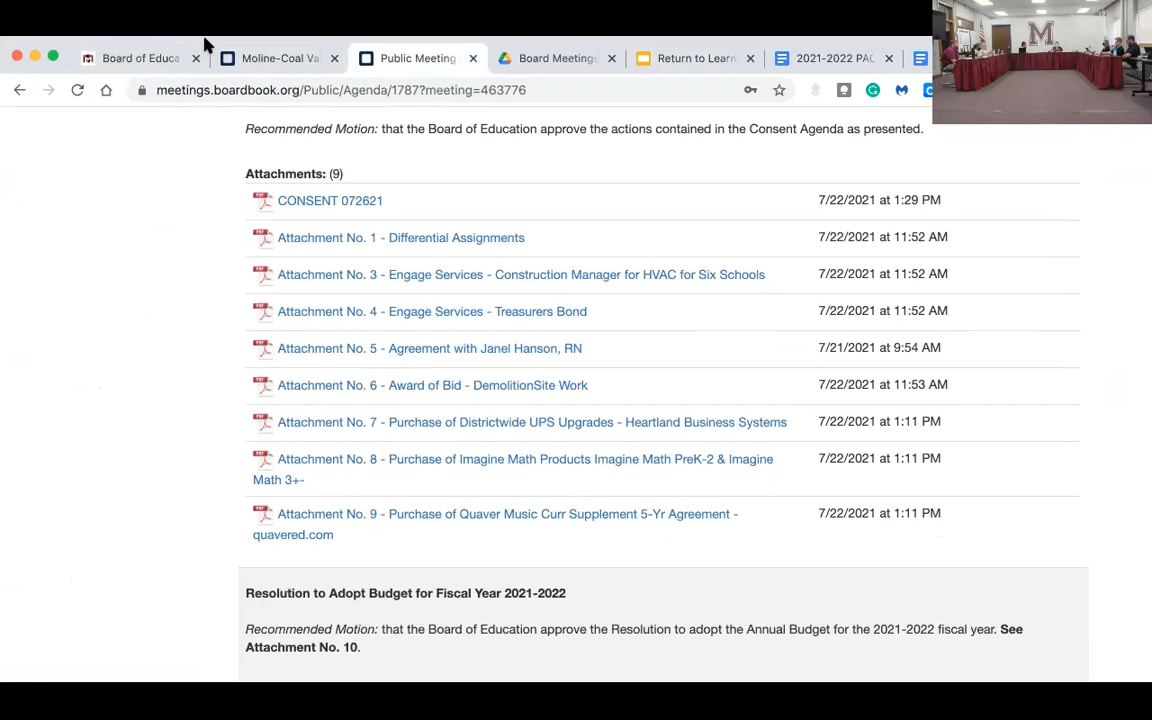 Board of Educa
Moline-Coal Va
Public Meeting
Board Meeting:
Return to Learn
2021-2022 PAC
M
meetings.boardbook.org/Public/Agenda/1787?meeting=463776
Recommended Motion: that the Board of Education approve the actions contained in the Consent Agenda as presented.
Attachments: (9)
CONSENT 072621 7/22/2021 at 1:29 PM
Attachment No. 1 - Differential Assignments 7/22/2021 at 11:52 AM
Attachment No. 3 - Engage Services - Construction Manager for HVAC for Six Schools 7/22/2021 at 11:52 AM
Attachment No. 4 - Engage Services - Treasurers Bond 7/22/2021 at 11:52 AM
Attachment No. 5 - Agreement with Janel Hanson, RN 7/21/2021 at 9:54 AM
Attachment No. 6 - Award of Bid - DemolitionSite Work 7/22/2021 at 11:53 AM
Attachment No. 7 - Purchase of Districtwide UPS Upgrades - Heartland Business Systems 7/22/2021 at 1:11 PM
Attachment No. 8 - Purchase of Imagine Math Products Imagine Math PreK-2 & Imagine 7/22/2021 at 1:11 PM
Math 3+-
Attachment No. 9 - Purchase of Quaver Music Curr Supplement 5-Yr Agreement - 7/22/2021 at 1:11 PM
quavered.com
Resolution to Adopt Budget for Fiscal Year 2021-2022
Recommended Motion: that the Board of Education approve the Resolution to adopt the Annual Budget for the 2021-2022 fiscal year. See
Attachment No. 10.